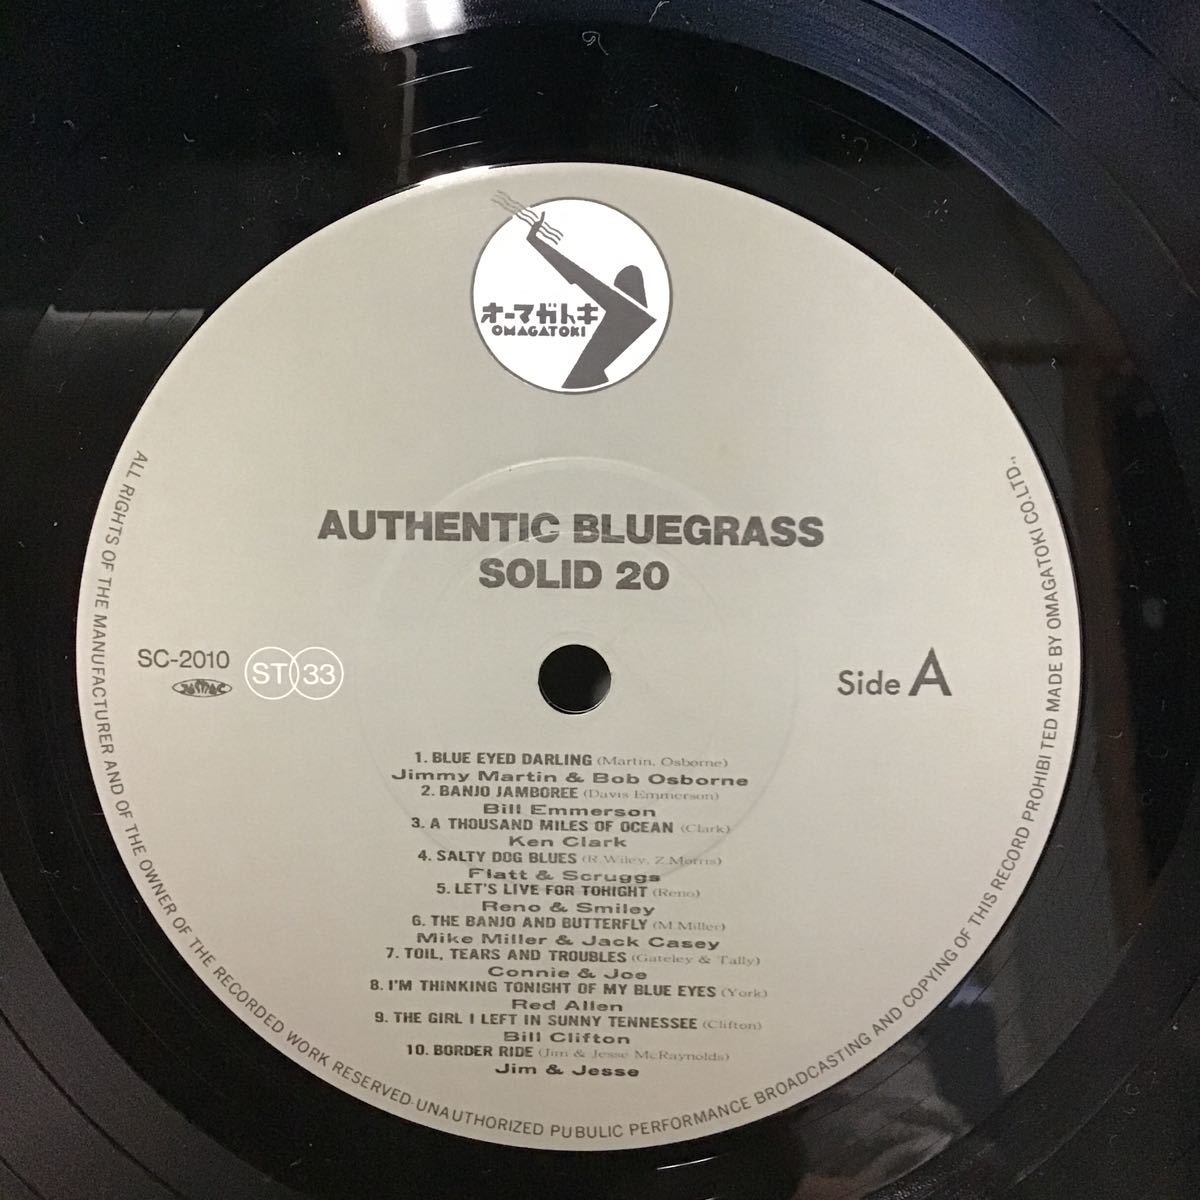 オーマガトキ
OMAGATOKI
AUTHENTIC BLUEGRASS
SOLID 20
SC-2010
ST 33
Side A
1. BLUE EYED DARLING (Martin, Osborne)
Jimmy Martin & Bob Osborne
2. BANJO JAMBOREE (Davis Emmerson)
Bill Emmerson
3. A THOUSAND MILES OF OCEAN (Clark)
Ken Clark
4. SALTY DOG BLUES (R.Wiley, Z.Morris)
Flatt & Scruggs
5. LET'S LIVE FOR TOHIGHT (Reno)
Reno & Smiley
6. THE BANJO AND BUTTERFLY (M.Miller)
Mike Miller & Jack Casey
7. TOIL, TEARS AND TROUBLES (Gateley & Tally)
Connie & Joe
8. I'M THINKING TONIGHT OF MY BLUE EYES (York)
Red Allen
9. THE GIRL I LEFT IN SUNNY TENNESSEE (Clifton)
Bill Clifton
10. BORDER RIDE (Jim & Jesse McRaynolds)
Jim & Jesse
ALL RIGHTS OF THE MANUFACTURER AND OF THE OWNER OF THE RECORDED WORK RESERVED·UNAUTHORIZED PUBULIC PERFORMANCE BROADCASTING AND COPYING OF THIS RECORD PROHIBI TED MADE BY OMAGATOKI CO.LTD.,